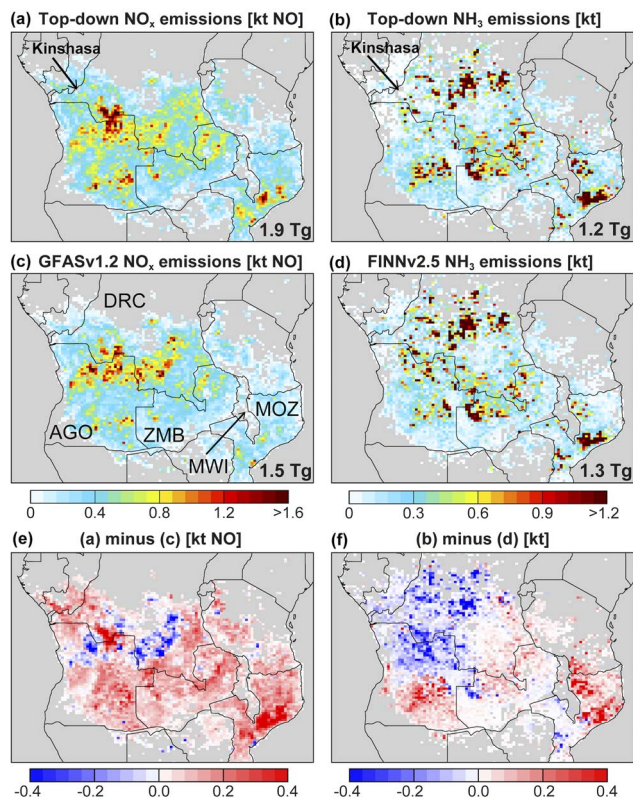 (a) Top-down NOₓ emissions [kt NO]
(b) Top-down NH₃ emissions [kt]
Kinshasa
Kinshasa
1.9 Tg
1.2 Tg
(c) GFASv1.2 NOₓ emissions [kt NO]
(d) FINNv2.5 NH₃ emissions [kt]
DRC
MOZ
AGO
ZMB
MWI
1.5 Tg
1.3 Tg
0 0.4 0.8 1.2 >1.6
0 0.3 0.6 0.9 >1.2
(e) (a) minus (c) [kt NO]
(f) (b) minus (d) [kt]
-0.4 -0.2 0.0 0.2 0.4
-0.4 -0.2 0.0 0.2 0.4